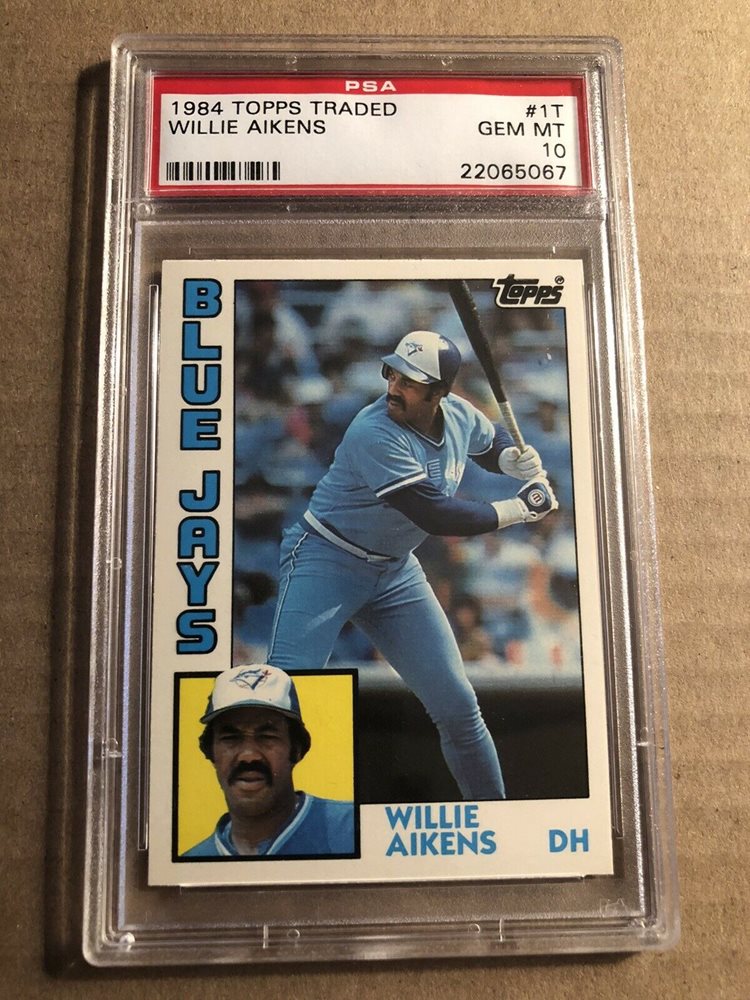 PSA
1984 TOPPS TRADED #1T
WILLIE AIKENS GEM MT
10
22065067
Topps
BLUE JAYS
WILLIE
AIKENS DH